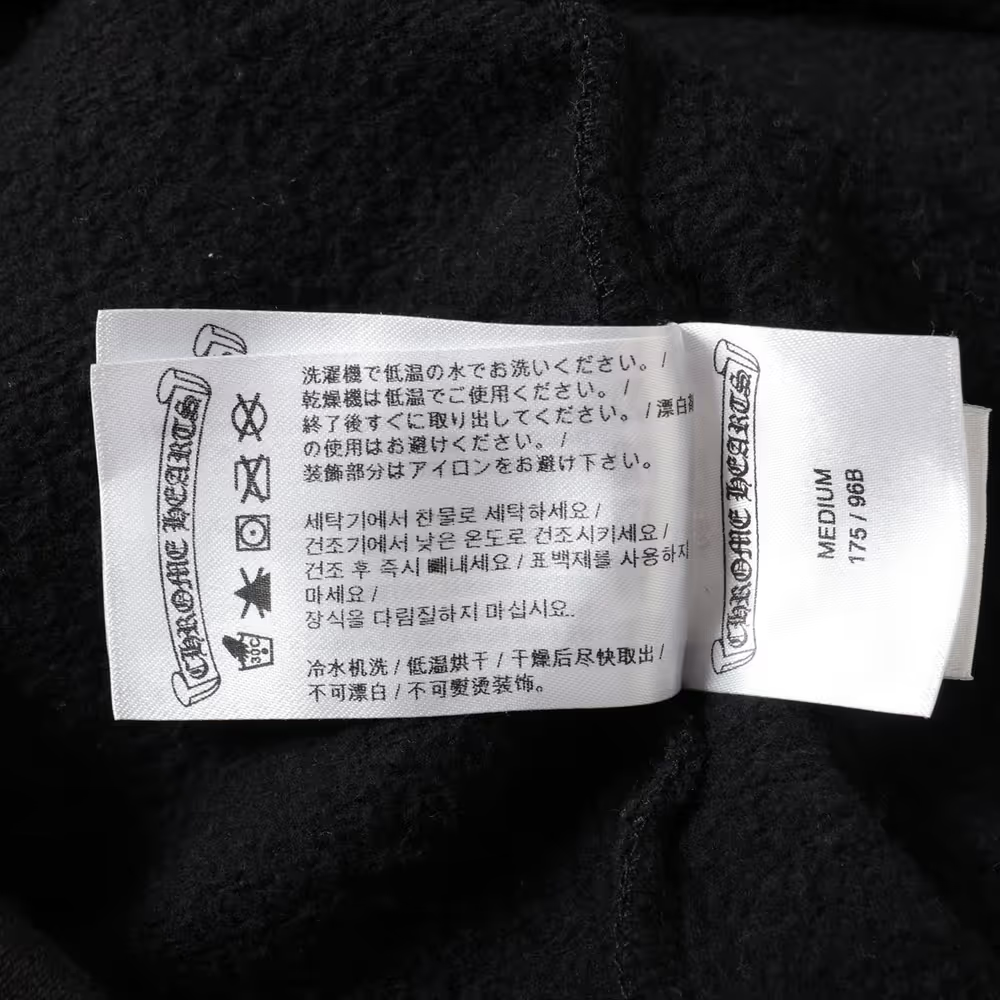 CHROME HEARTS
30C
洗濯機で低温の水でお洗いください。/
乾燥機は低温でご使用ください。/
終了後すぐに取り出してください。/ 漂白剤
の使用はお避けください。/
装飾部分はアイロンをお避け下さい。
세탁기에서 찬물로 세탁하세요 /
건조기에서 낮은 온도로 건조시키세요 /
건조 후 즉시 빼내세요 / 표백제를 사용하지
마세요 /
장식을 다림질하지 마십시요.
冷水机洗 / 低温烘干 / 干燥后尽快取出 /
不可漂白 / 不可熨烫装饰。
CHROME HEARTS
MEDIUM
175 / 96B